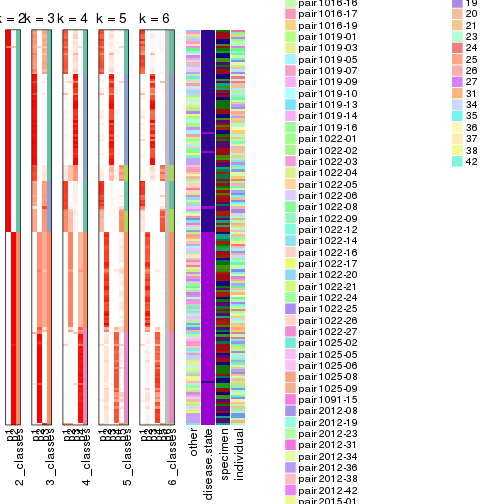 k = 2 k = 3 k = 4 k = 5 k = 6
2_classes
3_classes
4_classes
5_classes
6_classes
other
disease.state
specimen
individual
pair1016-16
pair1016-17
pair1016-19
pair1019-01
pair1019-03
pair1019-05
pair1019-07
pair1019-09
pair1019-10
pair1019-13
pair1019-14
pair1019-16
pair1022-01
pair1022-02
pair1022-03
pair1022-04
pair1022-05
pair1022-06
pair1022-08
pair1022-09
pair1022-12
pair1022-14
pair1022-16
pair1022-17
pair1022-20
pair1022-21
pair1022-24
pair1022-25
pair1022-26
pair1022-27
pair1025-02
pair1025-05
pair1025-06
pair1025-08
pair1025-09
pair1091-15
pair2012-08
pair2012-19
pair2012-23
pair2012-31
pair2012-34
pair2012-36
pair2012-38
pair2012-42
pair2015-01
19
20
21
23
24
25
26
27
31
34
35
36
37
38
42